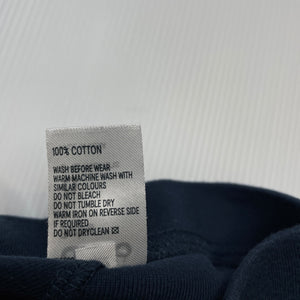 100% COTTON
WASH BEFORE WEAR
WARM MACHINE WASH WITH
SIMILAR COLOURS
DO NOT BLEACH
DO NOT TUMBLE DRY
WARM IRON ON REVERSE SIDE
IF REQUIRED
DO NOT DRYCLEAN